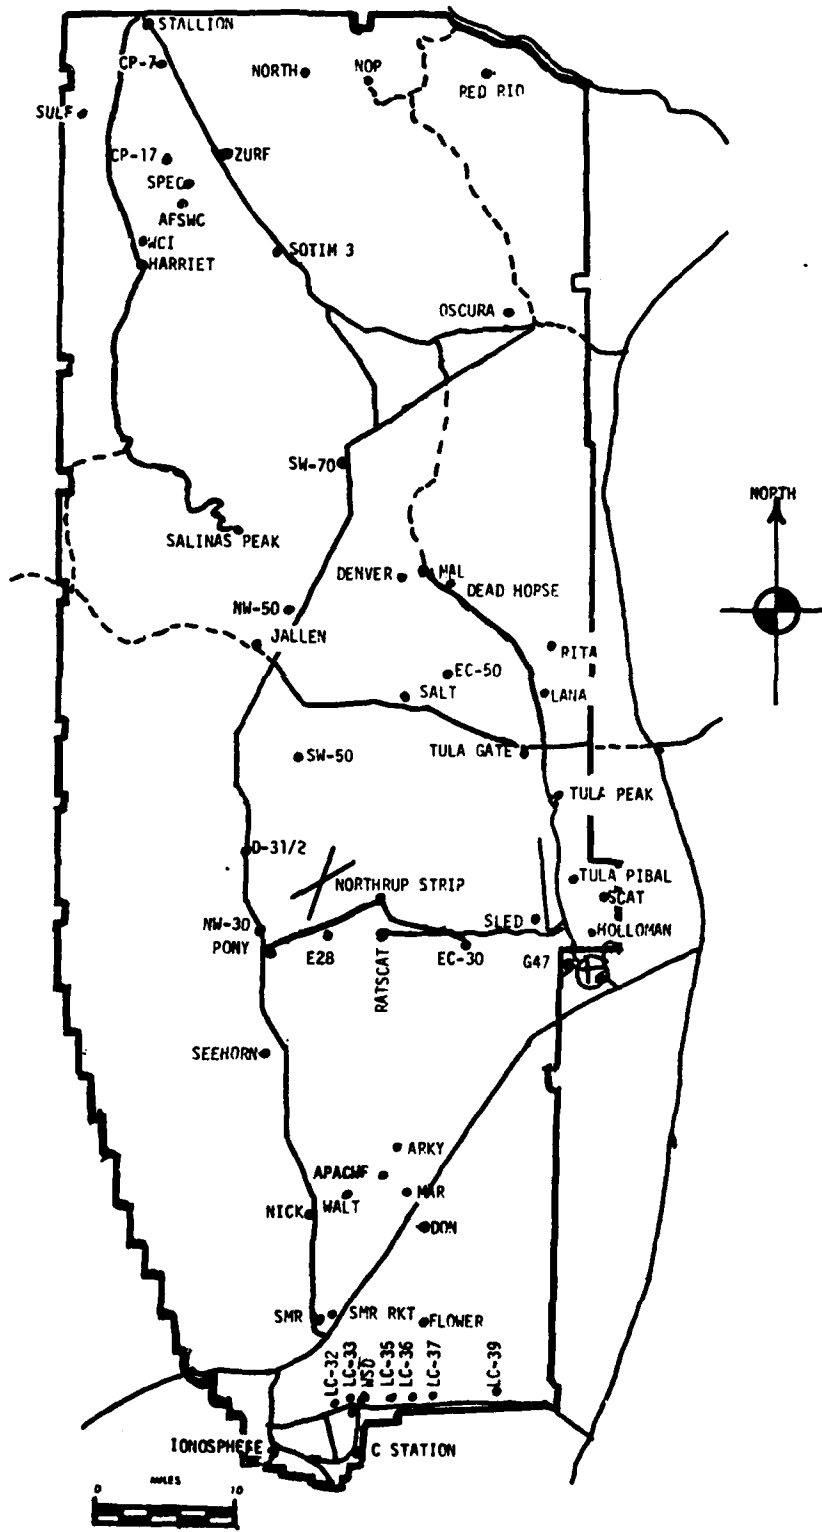 STALLION
CP-7
NORTH
NOP
RED RIO
SULF
CP-17
ZURF
SPEC
AFSWC
WCI
HARRIET
SOTIM 3
OSCURA
SW-70
NORTH
SALINAS PEAK
DENVER
MAL
DEAD HOPSE
NW-50
JALLEN
RITA
EC-50
SALT
LANA
TULA GATE
SW-50
TULA PEAK
D-31/2
NORTHRUP STRIP
TULA PIBAL
SCAT
NW-30
SLED
HOLLOMAN
PONY
E28
RATSCAT
EC-30
G47
SEEHORN
ARKY
APACHF
MAR
WALT
NICK
DON
SMR
SMR RKT
FLOWER
LC-32
LC-33
WSD
LC-35
LC-36
LC-37
LC-39
IONOSPHERE
C STATION
MILES
0 10